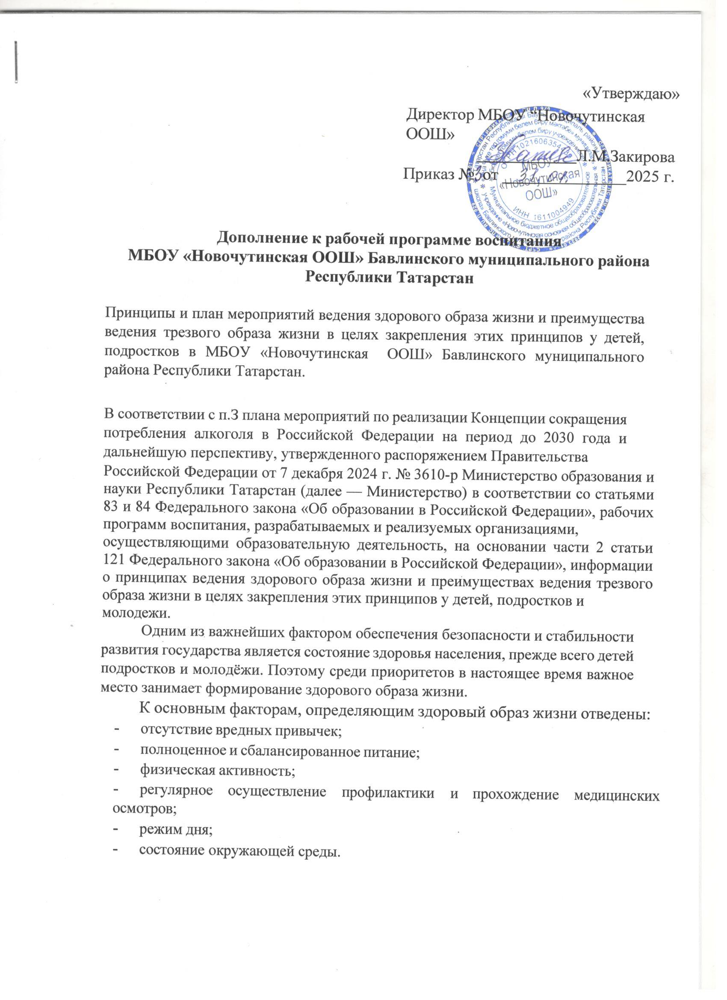 «Утверждаю»
Директор МБОУ “Новочутинская
ООШ»
Л.М.Закирова
Приказ № от 2025 г.
МБОУ
«Новочутинская
ООШ»
ИНН 1611004949
Дополнение к рабочей программе воспитания
МБОУ «Новочутинская ООШ» Бавлинского муниципального района
Республики Татарстан
Принципы и план мероприятий ведения здорового образа жизни и преимущества
ведения трезвого образа жизни в целях закрепления этих принципов у детей,
подростков в МБОУ «Новочутинская ООШ» Бавлинского муниципального
района Республики Татарстан.
В соответствии с п.З плана мероприятий по реализации Концепции сокращения
потребления алкоголя в Российской Федерации на период до 2030 года и
дальнейшую перспективу, утвержденного распоряжением Правительства
Российской Федерации от 7 декабря 2024 г. № 3610-р Министерство образования и
науки Республики Татарстан (далее — Министерство) в соответствии со статьями
83 и 84 Федерального закона «Об образовании в Российской Федерации», рабочих
программ воспитания, разрабатываемых и реализуемых организациями,
осуществляющими образовательную деятельность, на основании части 2 статьи
121 Федерального закона «Об образовании в Российской Федерации», информации
о принципах ведения здорового образа жизни и преимуществах ведения трезвого
образа жизни в целях закрепления этих принципов у детей, подростков и
молодежи.
Одним из важнейших фактором обеспечения безопасности и стабильности
развития государства является состояние здоровья населения, прежде всего детей
подростков и молодёжи. Поэтому среди приоритетов в настоящее время важное
место занимает формирование здорового образа жизни.
К основным факторам, определяющим здоровый образ жизни отведены:
- отсутствие вредных привычек;
- полноценное и сбалансированное питание;
- физическая активность;
- регулярное осуществление профилактики и прохождение медицинских
осмотров;
- режим дня;
- состояние окружающей среды.